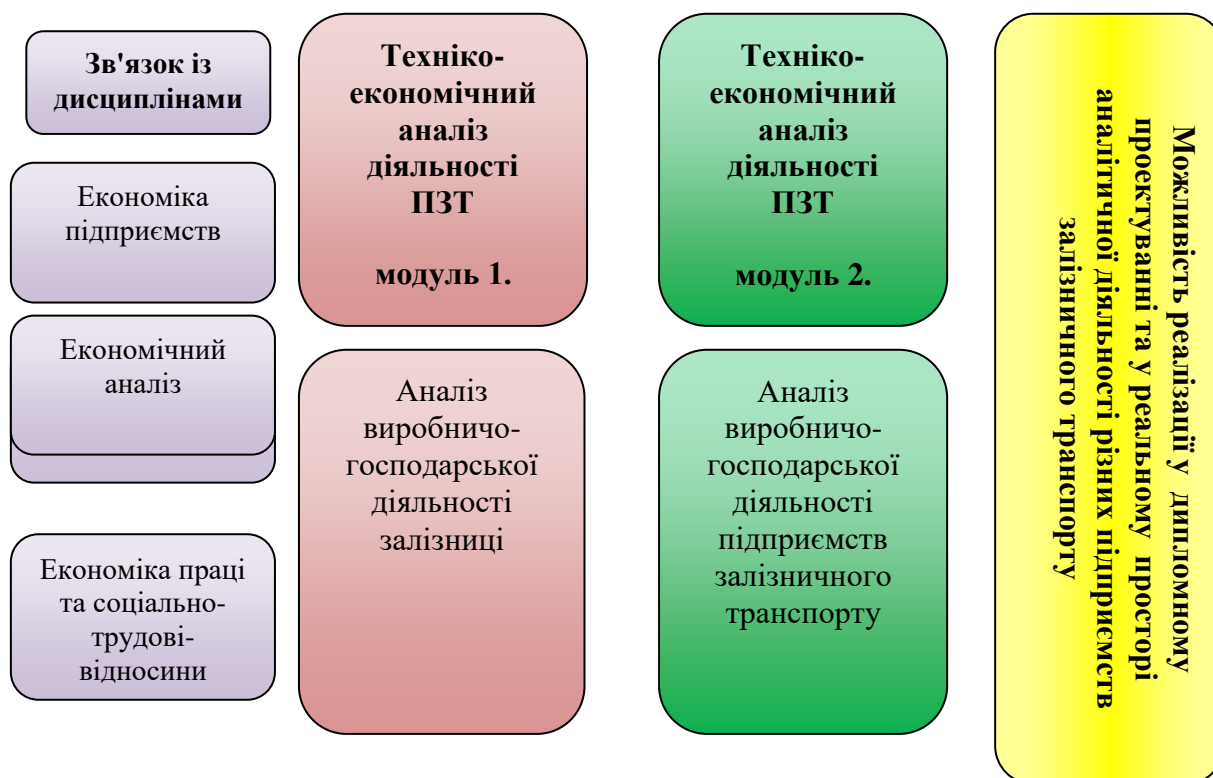 Зв'язок із
дисциплінами
Економіка
підприємств
Економічний
аналіз
Економіка праці
та соціально-
трудові-
відносини
Техніко-
економічний
аналіз
діяльності
ПЗТ
модуль 1.
Аналіз
виробничо-
господарської
діяльності
залізниці
Техніко-
економічний
аналіз
діяльності
ПЗТ
модуль 2.
Аналіз
виробничо-
господарської
діяльності
підприємств
залізничного
транспорту
Можливість реалізації у дипломному
проектуванні та у реальному просторі
аналітичної діяльності різних підприємств
залізничного транспорту